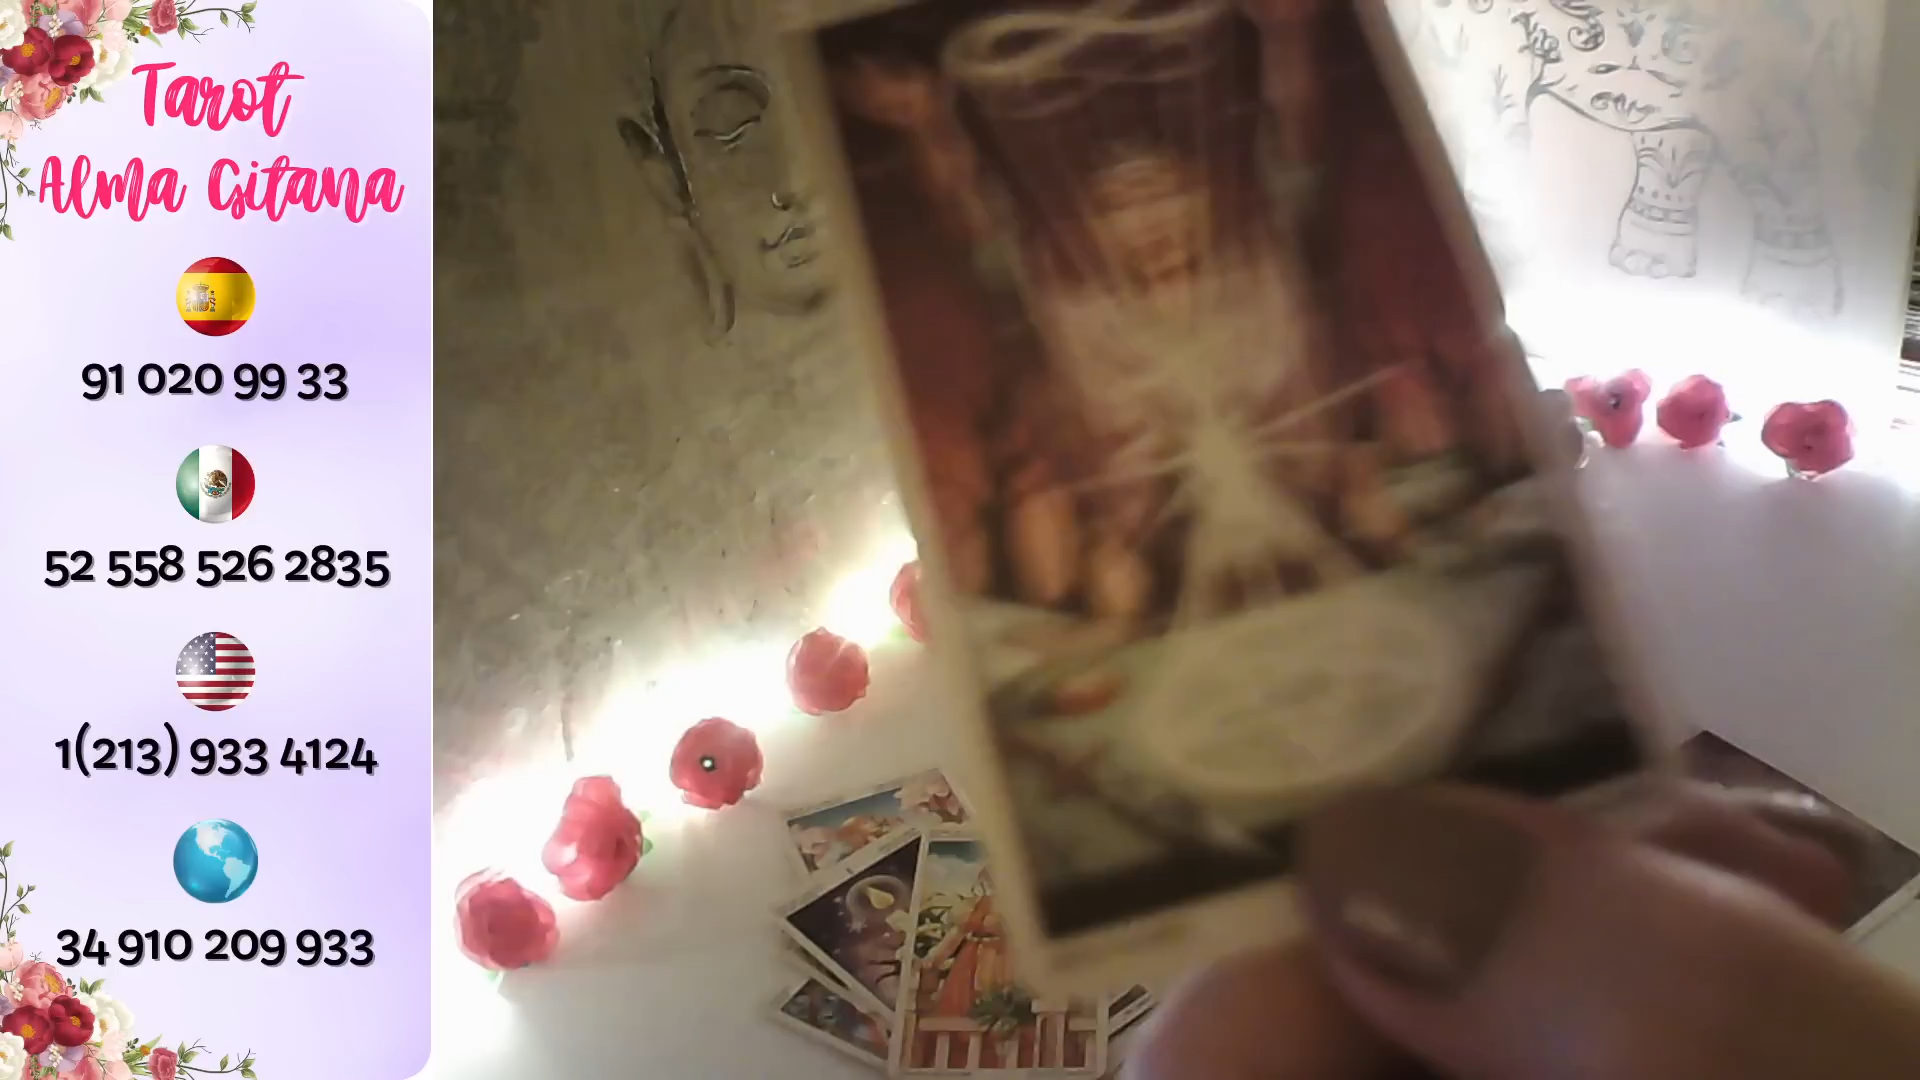 Tarot
Alma Gitana
91 020 99 33
52 558 526 2835
1(213) 933 4124
34 910 209 933